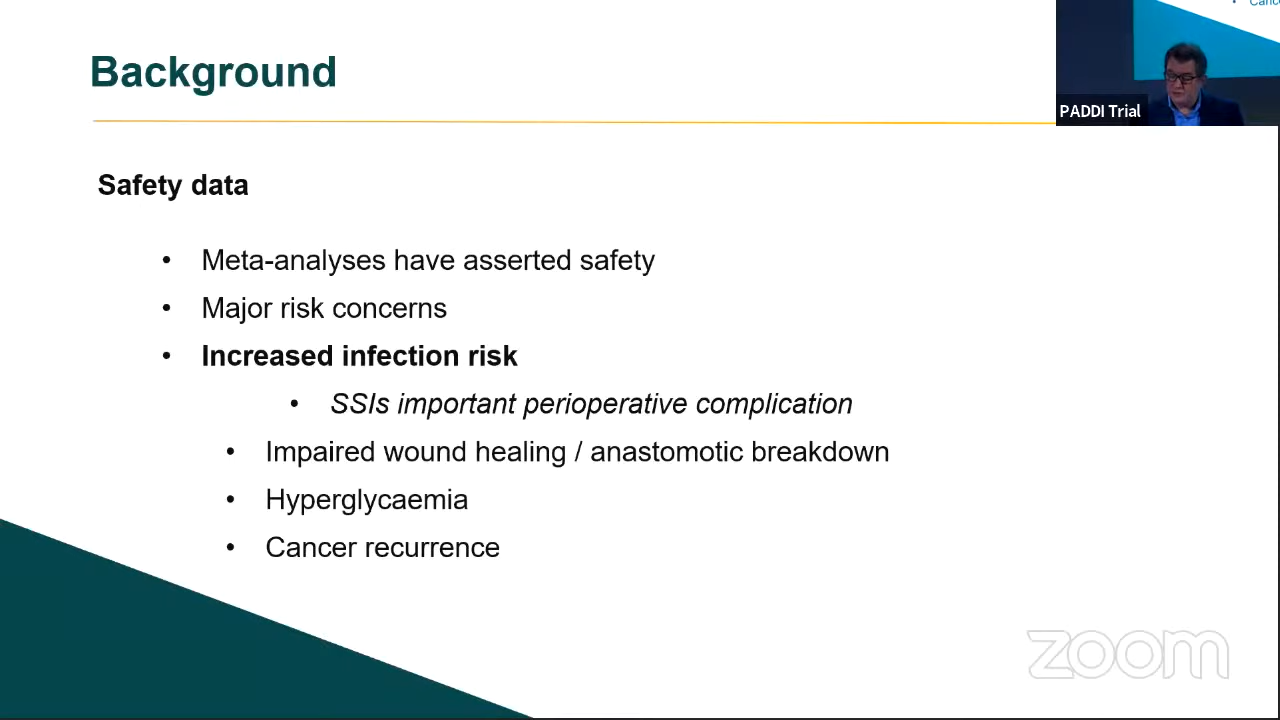 Background
PADDI Trial
Safety data
• Meta-analyses have asserted safety
• Major risk concerns
• Increased infection risk
• SSIs important perioperative complication
• Impaired wound healing / anastomotic breakdown
• Hyperglycaemia
• Cancer recurrence
zoom